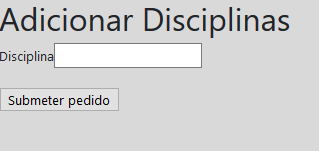 Adicionar Disciplinas
Disciplina
Submeter pedido